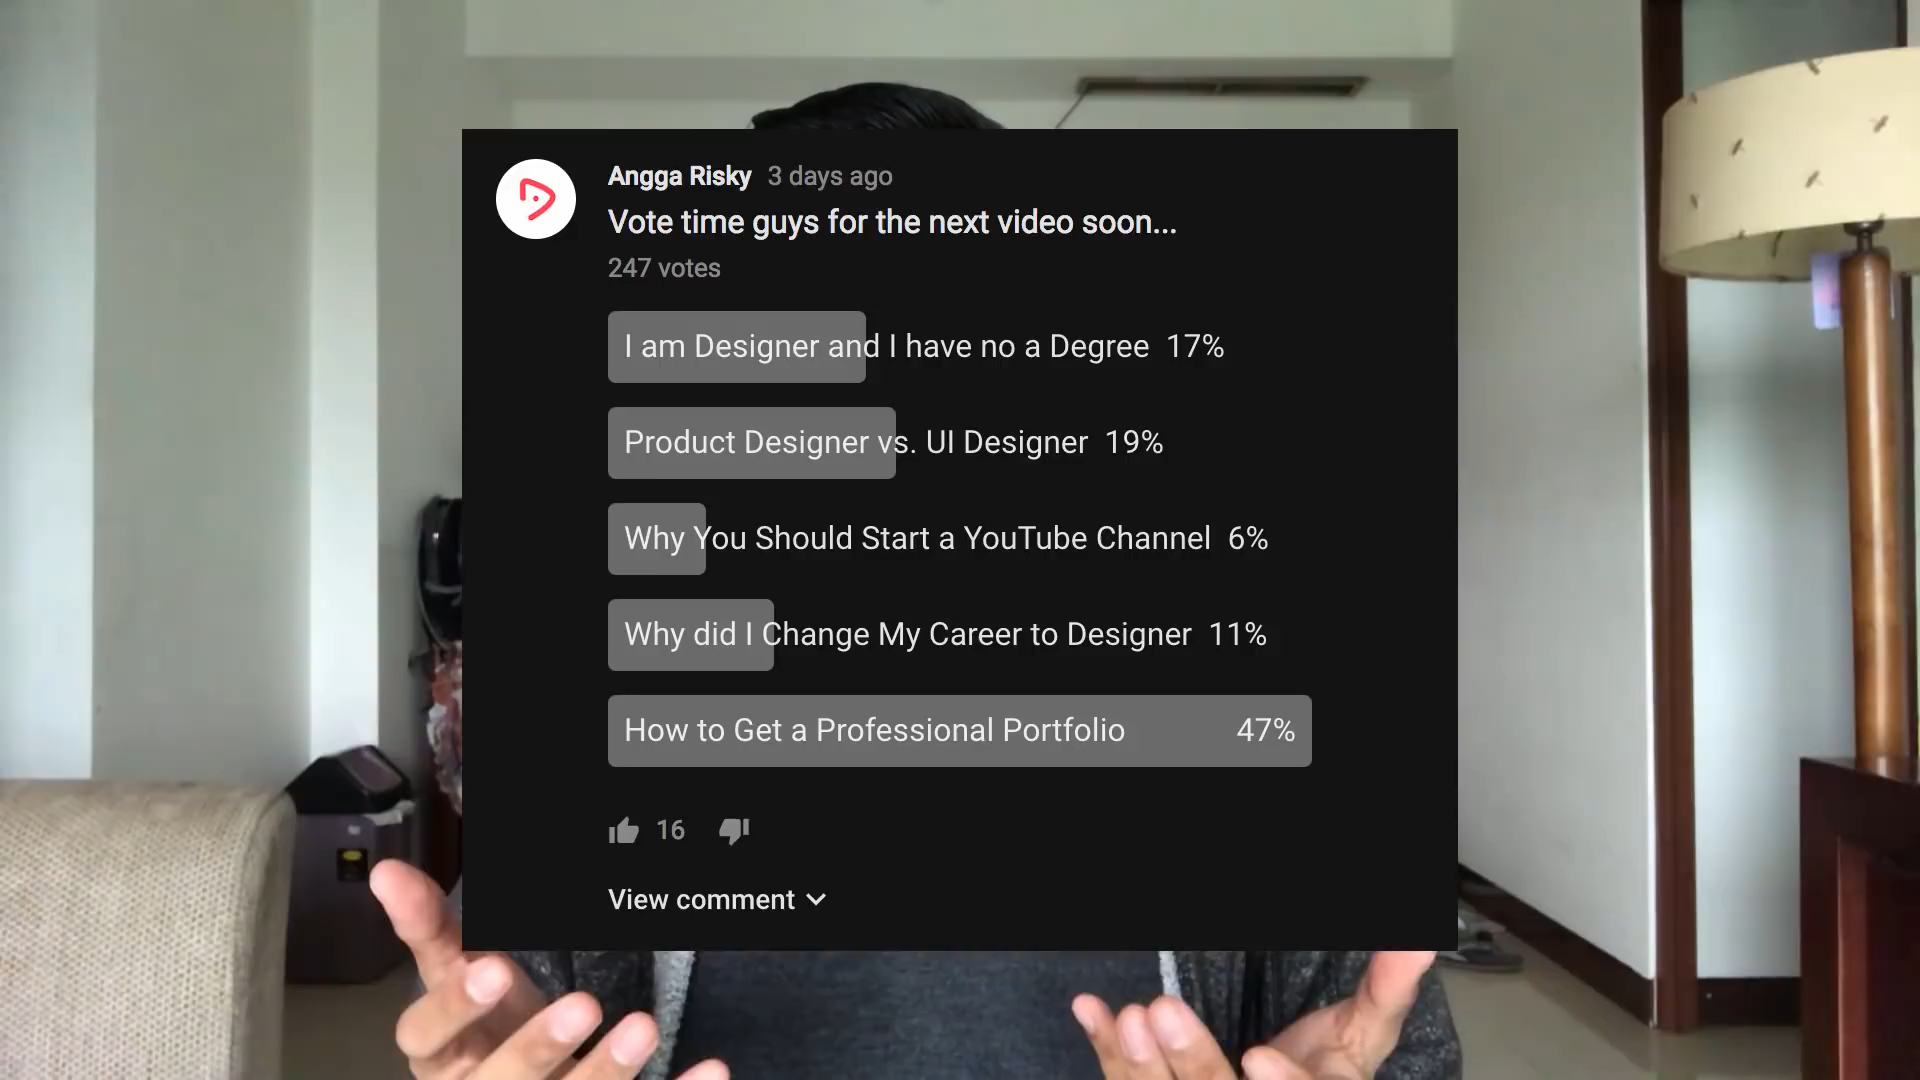 Angga Risky 3 days ago
Vote time guys for the next video soon...
247 votes
I am Designer and I have no a Degree 17%
Product Designer vs. UI Designer 19%
Why You Should Start a YouTube Channel 6%
Why did I Change My Career to Designer 11%
How to Get a Professional Portfolio 47%
16
View comment